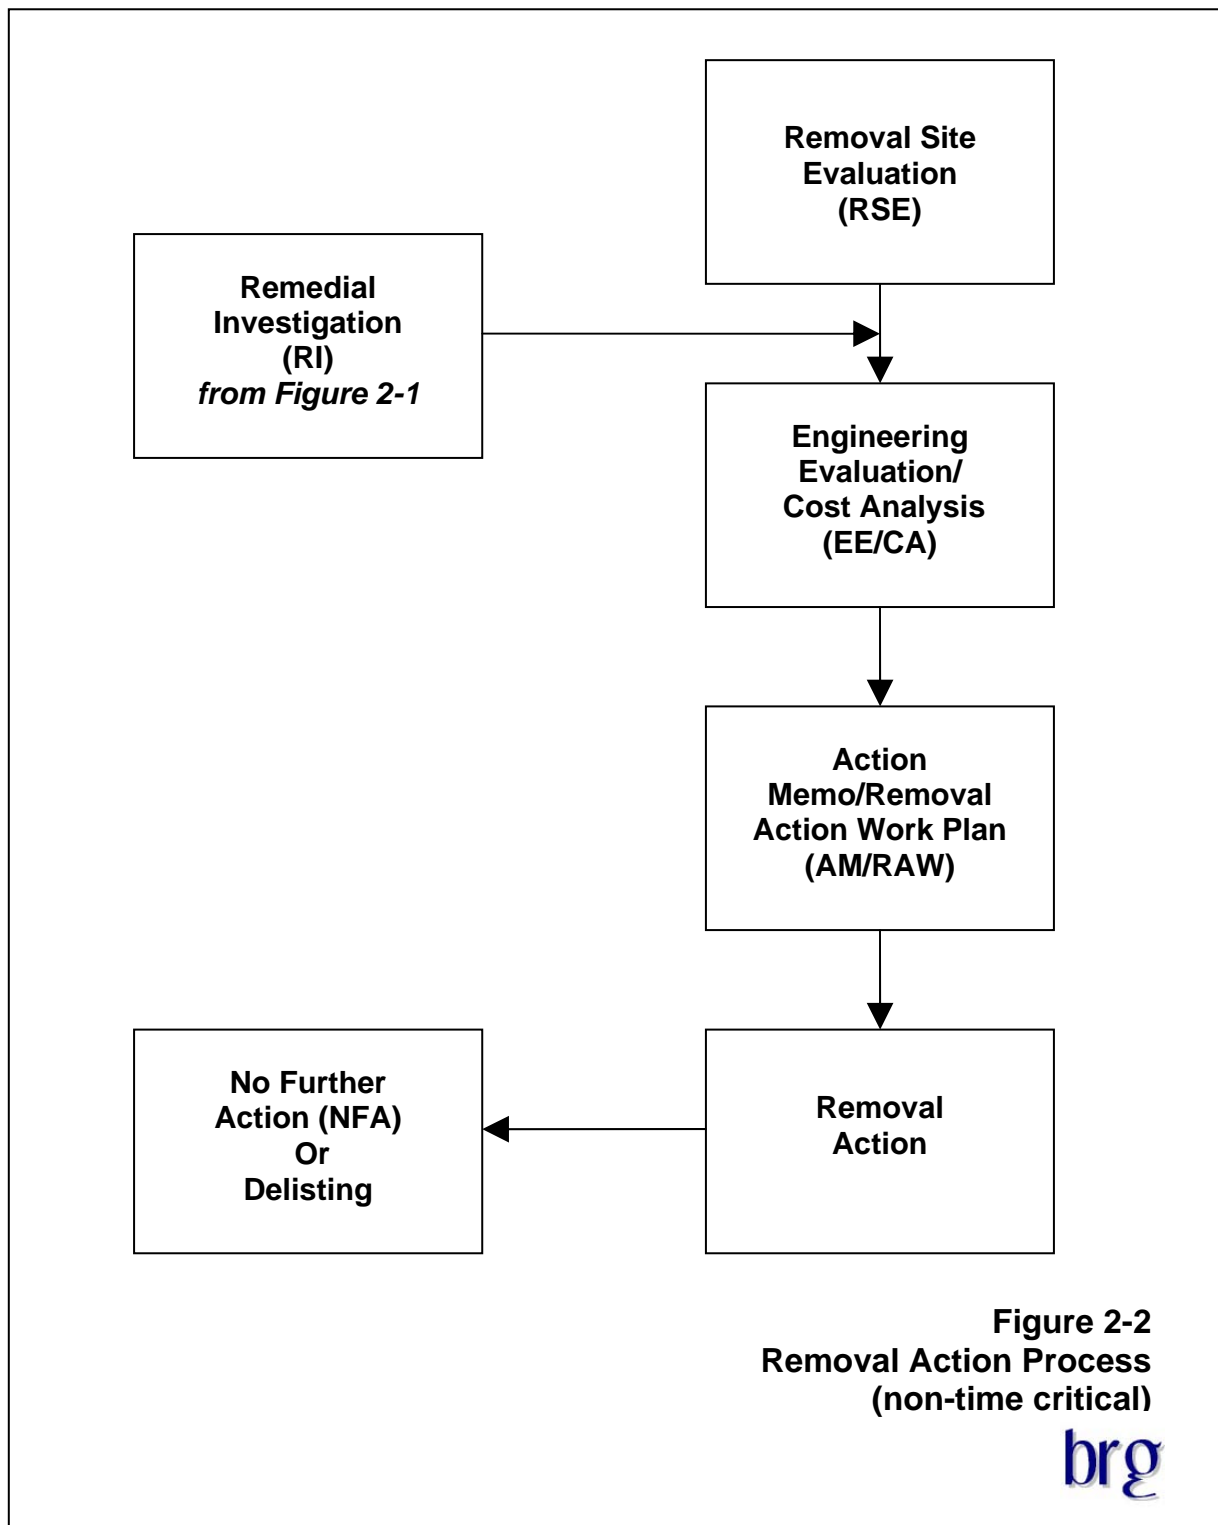 Removal Site
Evaluation
(RSE)
Remedial
Investigation
(RI)
from Figure 2-1
Engineering
Evaluation/
Cost Analysis
(EE/CA)
Action
Memo/Removal
Action Work Plan
(AM/RAW)
Removal
Action
No Further
Action (NFA)
Or
Delisting
Figure 2-2
Removal Action Process
(non-time critical)
brg